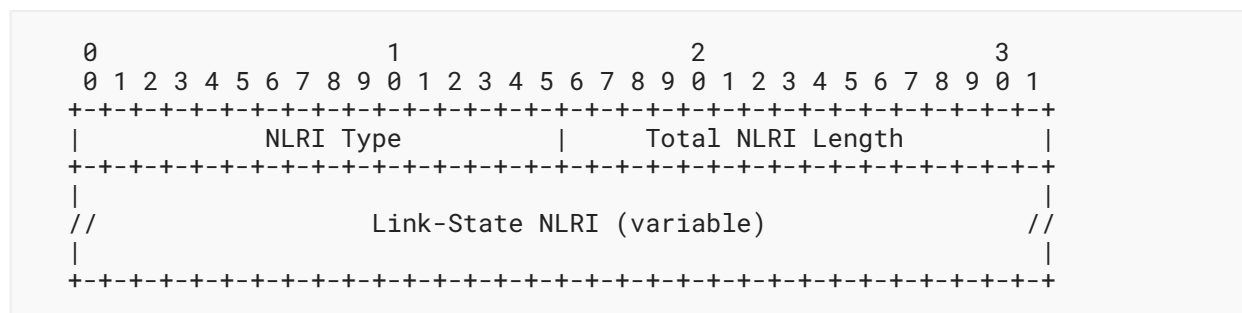 0                   1                   2                   3
 0 1 2 3 4 5 6 7 8 9 0 1 2 3 4 5 6 7 8 9 0 1 2 3 4 5 6 7 8 9 0 1
+-+-+-+-+-+-+-+-+-+-+-+-+-+-+-+-+-+-+-+-+-+-+-+-+-+-+-+-+-+-+-+-+
|            NLRI Type          |     Total NLRI Length         |
+-+-+-+-+-+-+-+-+-+-+-+-+-+-+-+-+-+-+-+-+-+-+-+-+-+-+-+-+-+-+-+-+
|                                                               |
//                  Link-State NLRI (variable)                 //
|                                                               |
+-+-+-+-+-+-+-+-+-+-+-+-+-+-+-+-+-+-+-+-+-+-+-+-+-+-+-+-+-+-+-+-+